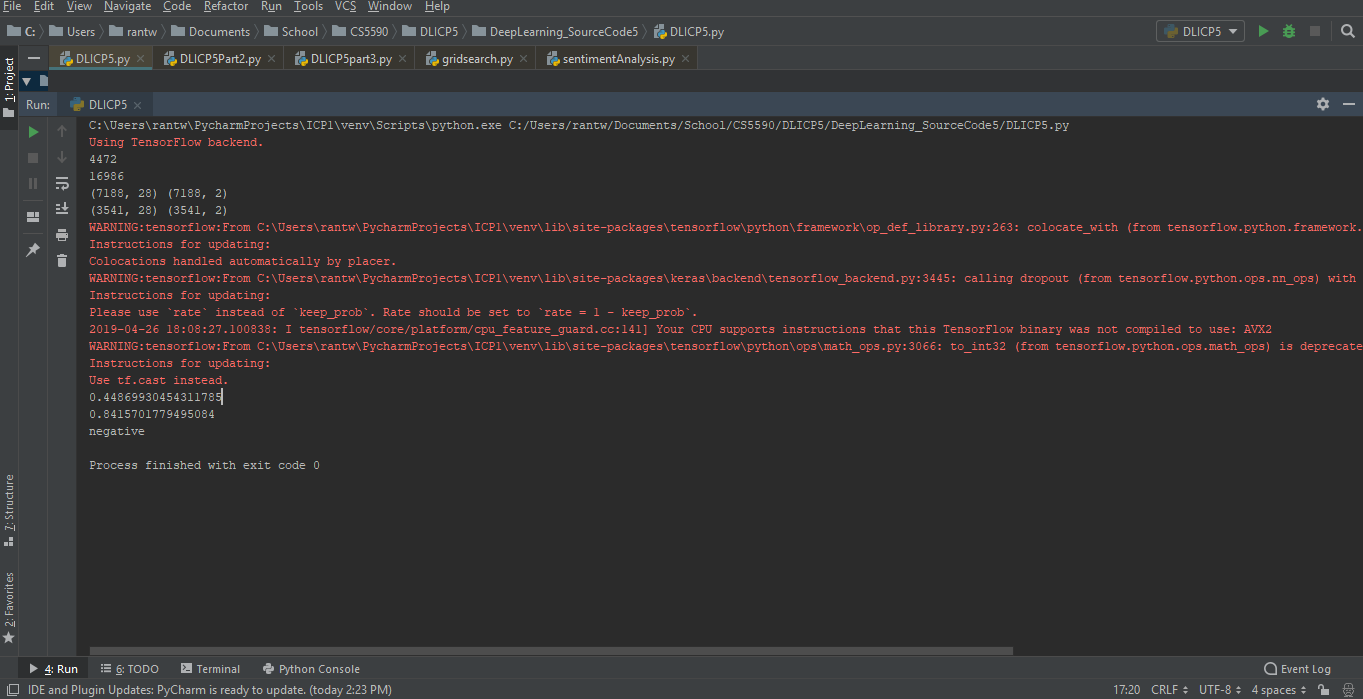 File Edit View Navigate Code Refactor Run Tools VCS Window Help
C: Users rantw Documents School CS5590 DLICP5 DeepLearning_SourceCode5 DLICP5.py DLICP5
DLICP5.py DLICP5Part2.py DLICP5part3.py gridsearch.py sentimentAnalysis.py
1: Project
Run: DLICP5
C:\Users\rantw\PycharmProjects\ICP1\venv\Scripts\python.exe C:/Users/rantw/Documents/School/CS5590/DLICP5/DeepLearning_SourceCode5/DLICP5.py
Using TensorFlow backend.
4472
16986
(7188, 28) (7188, 2)
(3541, 28) (3541, 2)
WARNING:tensorflow:From C:\Users\rantw\PycharmProjects\ICP1\venv\lib\site-packages\tensorflow\python\framework\op_def_library.py:263: colocate_with (from tensorflow.python.framework.
Instructions for updating:
Colocations handled automatically by placer.
WARNING:tensorflow:From C:\Users\rantw\PycharmProjects\ICP1\venv\lib\site-packages\keras\backend\tensorflow_backend.py:3445: calling dropout (from tensorflow.python.ops.nn_ops) with
Instructions for updating:
Please use `rate` instead of `keep_prob`. Rate should be set to `rate = 1 - keep_prob`.
2019-04-26 18:08:27.100838: I tensorflow/core/platform/cpu_feature_guard.cc:141] Your CPU supports instructions that this TensorFlow binary was not compiled to use: AVX2
WARNING:tensorflow:From C:\Users\rantw\PycharmProjects\ICP1\venv\lib\site-packages\tensorflow\python\ops\math_ops.py:3066: to_int32 (from tensorflow.python.ops.math_ops) is deprecate
Instructions for updating:
Use tf.cast instead.
0.44869930454311785
0.8415701779495084
negative
Process finished with exit code 0
7: Structure
2: Favorites
4: Run 6: TODO Terminal Python Console Event Log
IDE and Plugin Updates: PyCharm is ready to update. (today 2:23 PM) 17:20 CRLF UTF-8 4 spaces